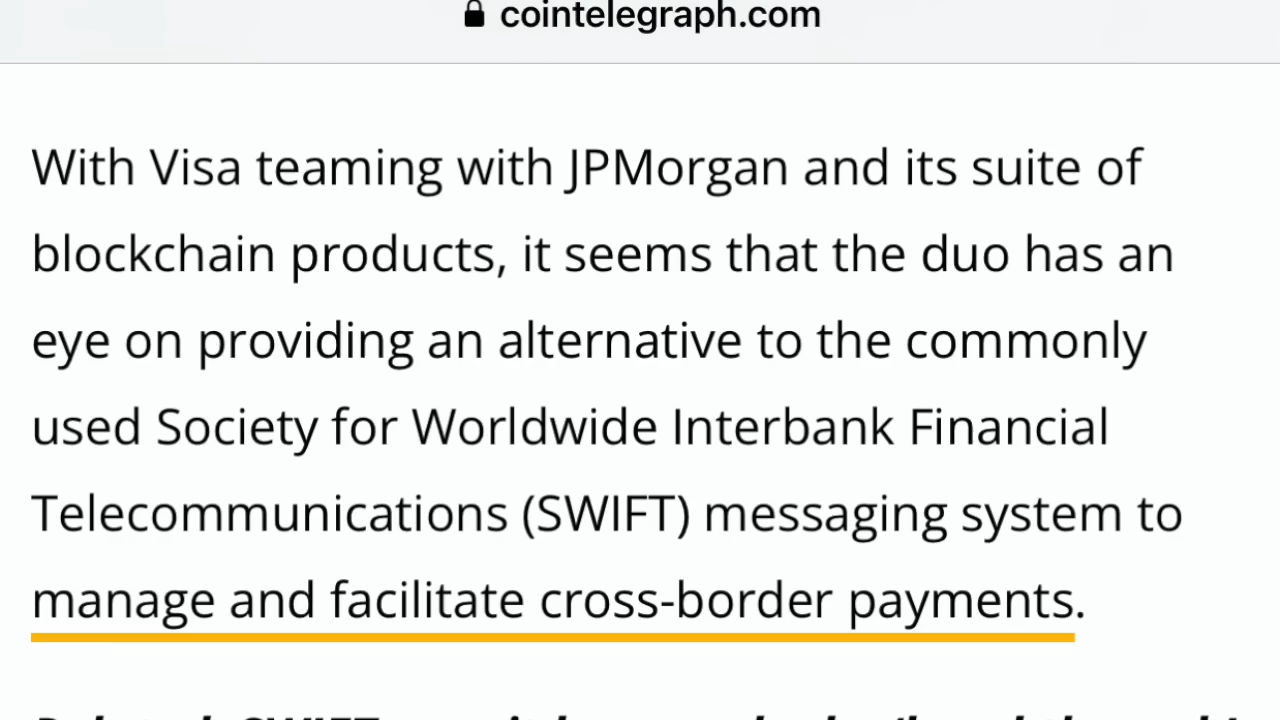 cointelegraph.com
With Visa teaming with JPMorgan and its suite of
blockchain products, it seems that the duo has an
eye on providing an alternative to the commonly
used Society for Worldwide Interbank Financial
Telecommunications (SWIFT) messaging system to
manage and facilitate cross-border payments.